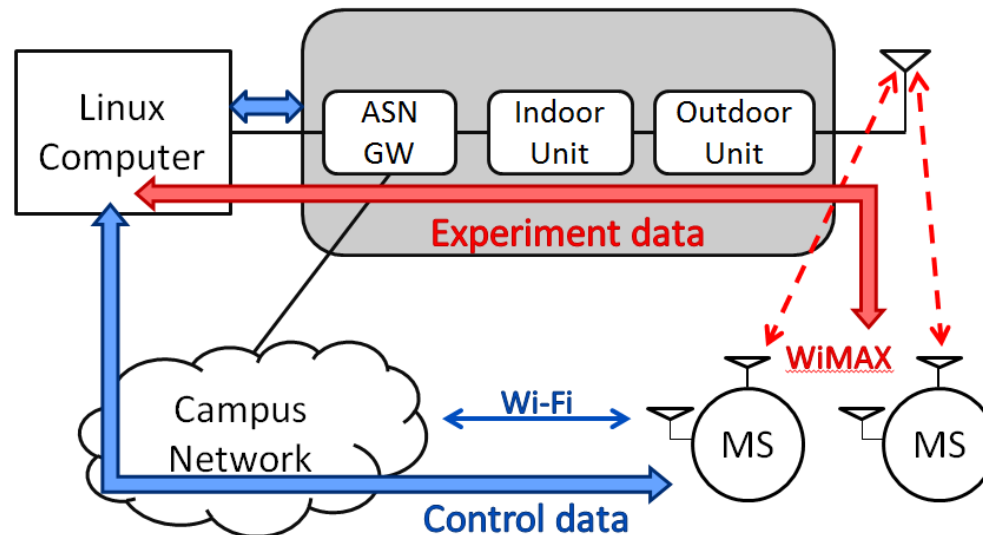 Linux
Computer
ASN
GW
Indoor
Unit
Outdoor
Unit
Experiment data
WiMAX
Wi-Fi
Campus
Network
MS
MS
Control data